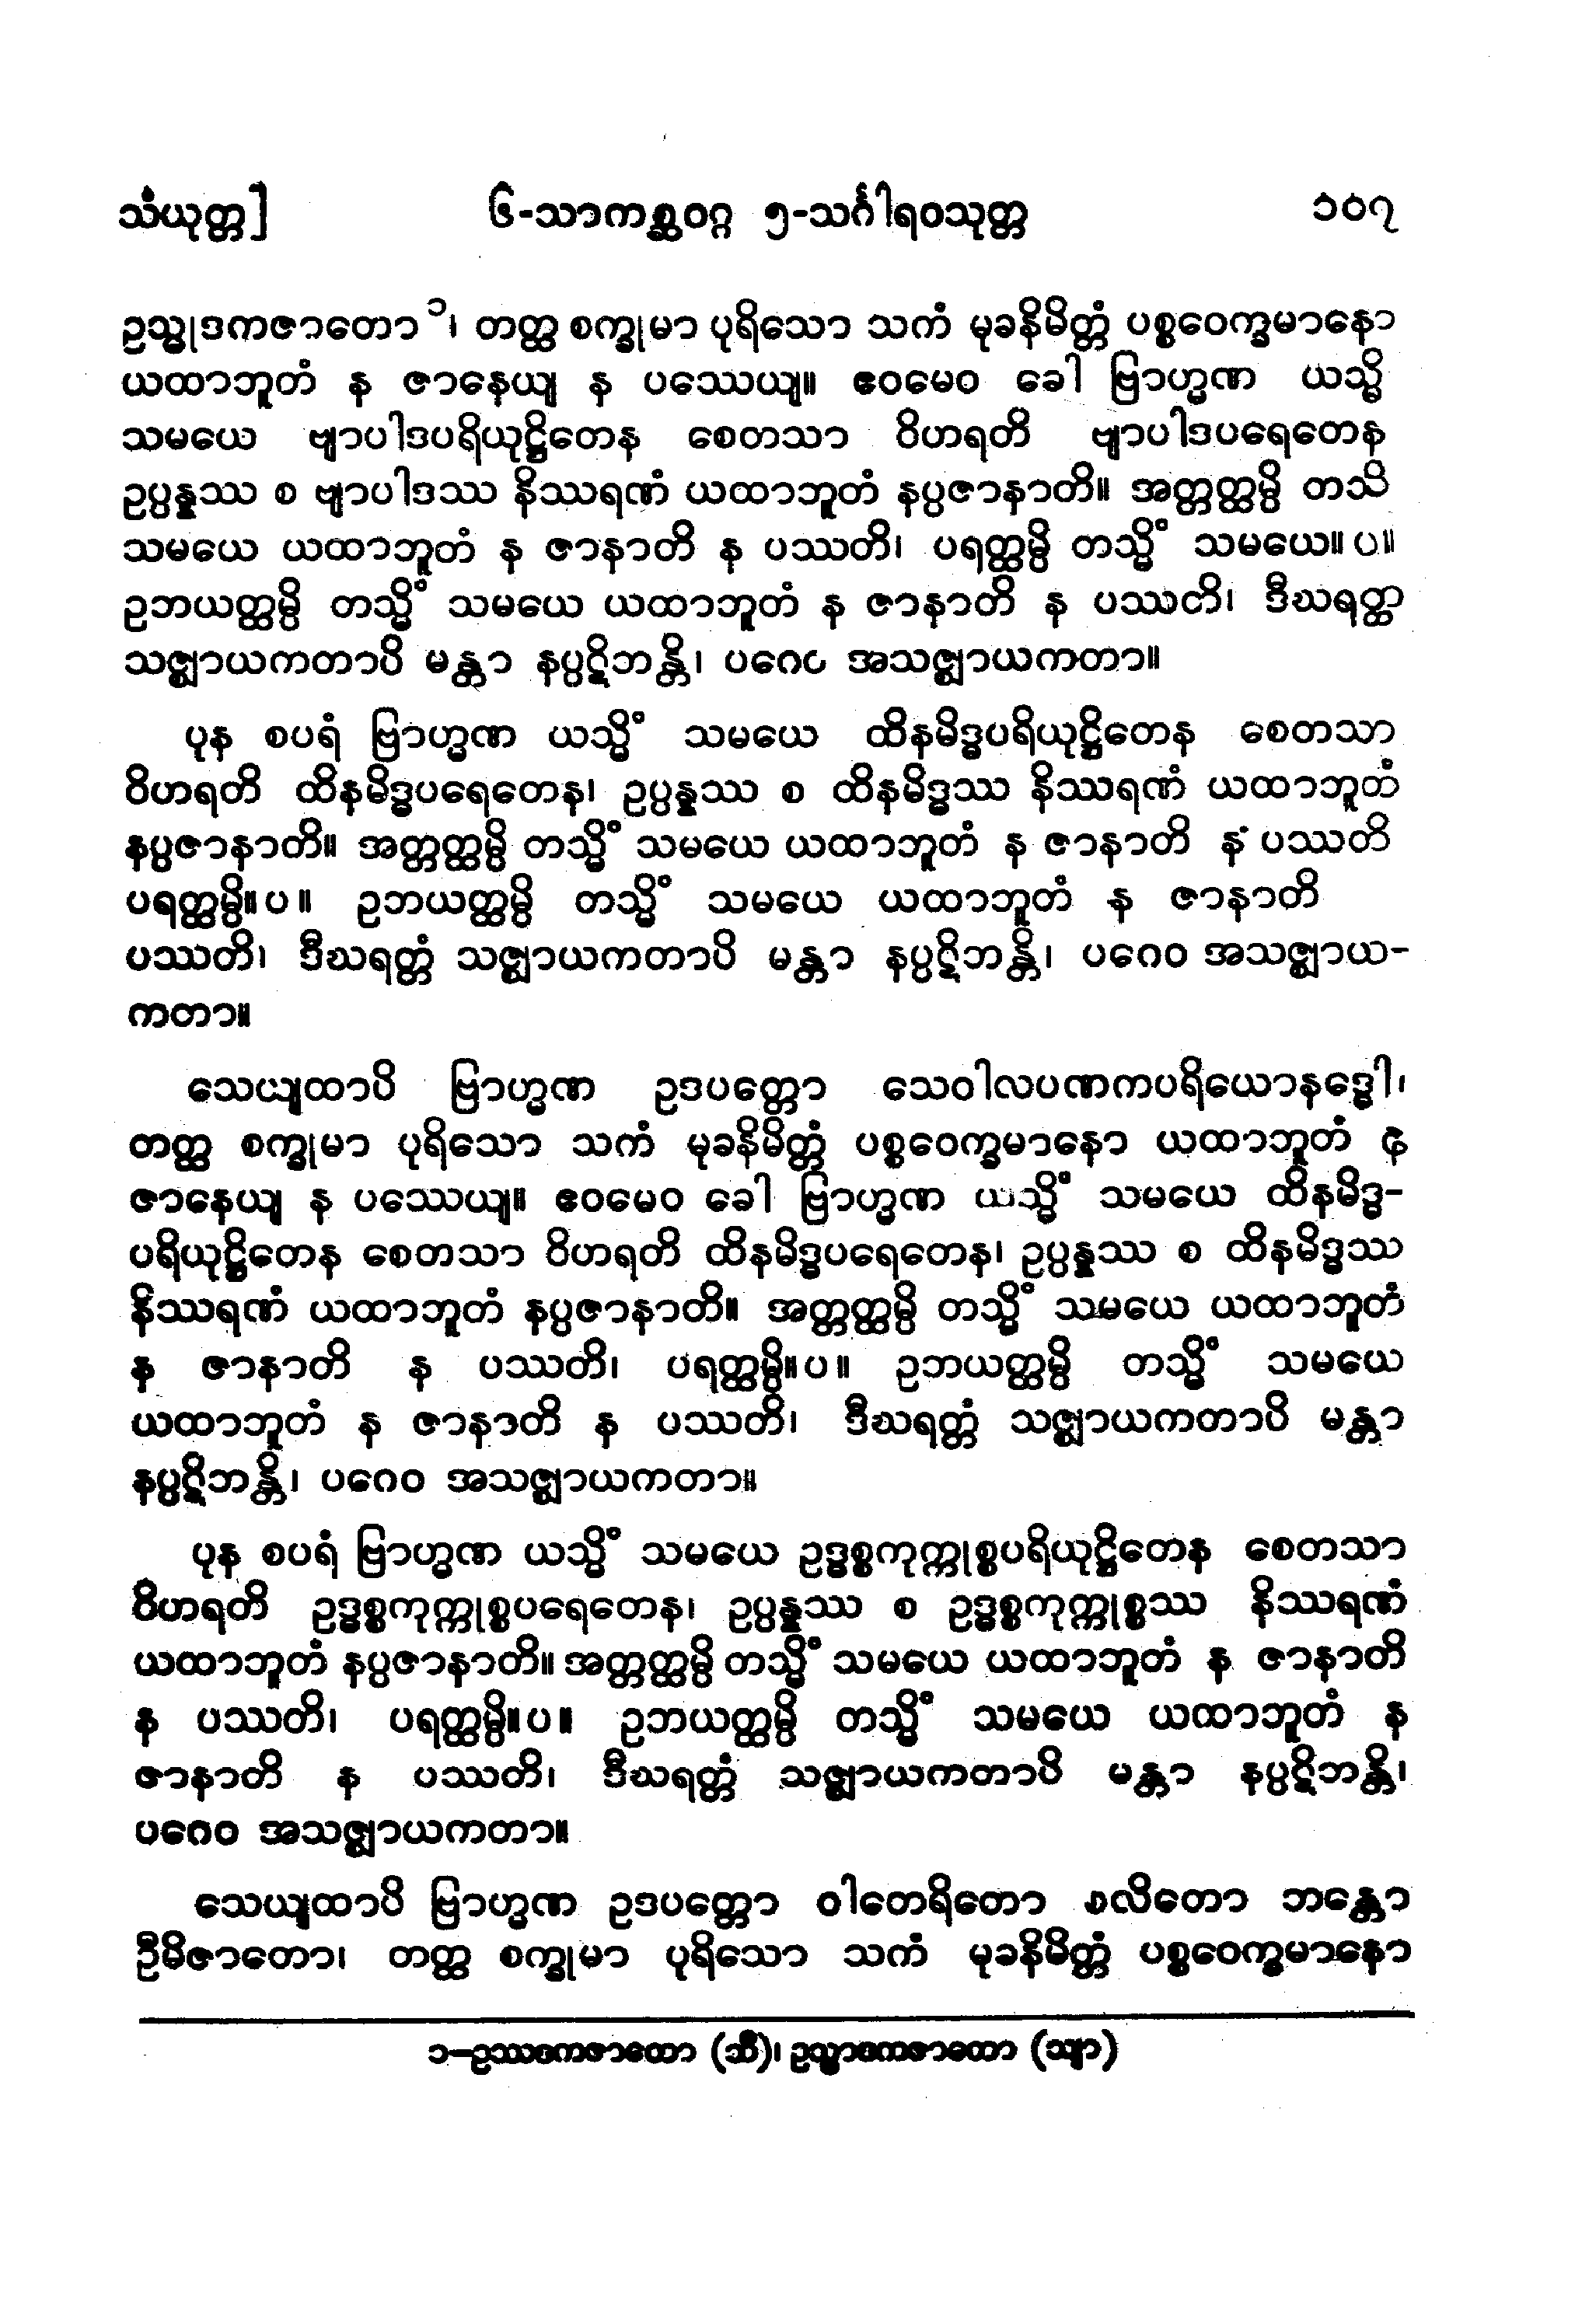 သံယုတ္တ] ၆-သာကစ္ဆဝဂ္ဂ ၅-သင်္ဂါရဝသုတ္တ ၁၀၇
ဥသ္မုဒကဇာတော၁၊ တတ္ထ စက္ခုမာ ပုရိသော သကံ မုခနိမိတ္တံ ပစ္စဝေက္ခမာနော
ယထာဘူတံ န ဇာနေယျ န ပဿေယျ။ ဧဝမေဝ ခေါ ဗြာဟ္မဏ ယသ္မိ
သမယေ ဗျာပါဒပရိယုဋ္ဌိတေန စေတသာ ဝိဟရတိ ဗျာပါဒပရေတေန
ဥပ္ပန္နဿ စ ဗျာပါဒဿ နိဿရဏံ ယထာဘူတံ နပ္ပဇာနာတိ။ အတ္တတ္ထမ္ပိ တသိ
သမယေ ယထာဘူတံ န ဇာနာတိ န ပဿတိ၊ ပရတ္ထမ္ပိ တသ္မိံ သမယေ။ပ။
ဥဘယတ္ထမ္ပိ တသ္မိံ သမယေ ယထာဘူတံ န ဇာနာတိ န ပဿတိ၊ ဒီဃရတ္တ
သဇ္ဈာယကတာပိ မန္တာ နပ္ပဋိဘန္တိ၊ ပဂေဝ အသဇ္ဈာယကတာ။
ပုန စပရံ ဗြာဟ္မဏ ယသ္မိံ သမယေ ထိနမိဒ္ဓပရိယုဋ္ဌိတေန စေတသာ
ဝိဟရတိ ထိနမိဒ္ဓပရေတေန၊ ဥပ္ပန္နဿ စ ထိနမိဒ္ဓဿ နိဿရဏံ ယထာဘူတံ
နပ္ပဇာနာတိ။ အတ္တတ္ထမ္ပိ တသ္မိံ သမယေ ယထာဘူတံ န ဇာနာတိ န ပဿတိ
ပရတ္ထမ္ပိ။ပ။ ဥဘယတ္ထမ္ပိ တသ္မိံ သမယေ ယထာဘူတံ န ဇာနာတိ
ပဿတိ၊ ဒီဃရတ္တံ သဇ္ဈာယကတာပိ မန္တာ နပ္ပဋိဘန္တိ၊ ပဂေဝ အသဇ္ဈာယ-
ကတာ။
သေယျထာပိ ဗြာဟ္မဏ ဥဒပတ္တော သေဝါလပဏကပရိယောနဒ္ဓေါ၊
တတ္ထ စက္ခုမာ ပုရိသော သကံ မုခနိမိတ္တံ ပစ္စဝေက္ခမာနော ယထာဘူတံ န
ဇာနေယျ န ပဿေယျ။ ဧဝမေဝ ခေါ ဗြာဟ္မဏ ယသ္မိံ သမယေ ထိနမိဒ္ဓ-
ပရိယုဋ္ဌိတေန စေတသာ ဝိဟရတိ ထိနမိဒ္ဓပရေတေန၊ ဥပ္ပန္နဿ စ ထိနမိဒ္ဓဿ
နိဿရဏံ ယထာဘူတံ နပ္ပဇာနာတိ။ အတ္တတ္ထမ္ပိ တသ္မိံ သမယေ ယထာဘူတံ
န ဇာနာတိ န ပဿတိ၊ ပရတ္ထမ္ပိ။ပ။ ဥဘယတ္ထမ္ပိ တသ္မိံ သမယေ
ယထာဘူတံ န ဇာနာတိ န ပဿတိ၊ ဒီဃရတ္တံ သဇ္ဈာယကတာပိ မန္တာ
နပ္ပဋိဘန္တိ၊ ပဂေဝ အသဇ္ဈာယကတာ။
ပုန စပရံ ဗြာဟ္မဏ ယသ္မိံ သမယေ ဥဒ္ဓစ္စကုက္ကုစ္စပရိယုဋ္ဌိတေန စေတသာ
ဝိဟရတိ ဥဒ္ဓစ္စကုက္ကုစ္စပရေတေန၊ ဥပ္ပန္နဿ စ ဥဒ္ဓစ္စကုက္ကုစ္စဿ နိဿရဏံ
ယထာဘူတံ နပ္ပဇာနာတိ။ အတ္တတ္ထမ္ပိ တသ္မိံ သမယေ ယထာဘူတံ န ဇာနာတိ
န ပဿတိ၊ ပရတ္ထမ္ပိ။ပ။ ဥဘယတ္ထမ္ပိ တသ္မိံ သမယေ ယထာဘူတံ န
ဇာနာတိ န ပဿတိ၊ ဒီဃရတ္တံ သဇ္ဈာယကတာပိ မန္တာ နပ္ပဋိဘန္တိ၊
ပဂေဝ အသဇ္ဈာယကတာ။
သေယျထာပိ ဗြာဟ္မဏ ဥဒပတ္တော ဝါတေရိတော စလိတော ဘန္တော
ဦမိဇာတော၊ တတ္ထ စက္ခုမာ ပုရိသော သကံ မုခနိမိတ္တံ ပစ္စဝေက္ခမာနော
၁-ဥဿဒကဇာတော (သီ)၊ ဥသ္မာဒကဇာတော (သျာ)